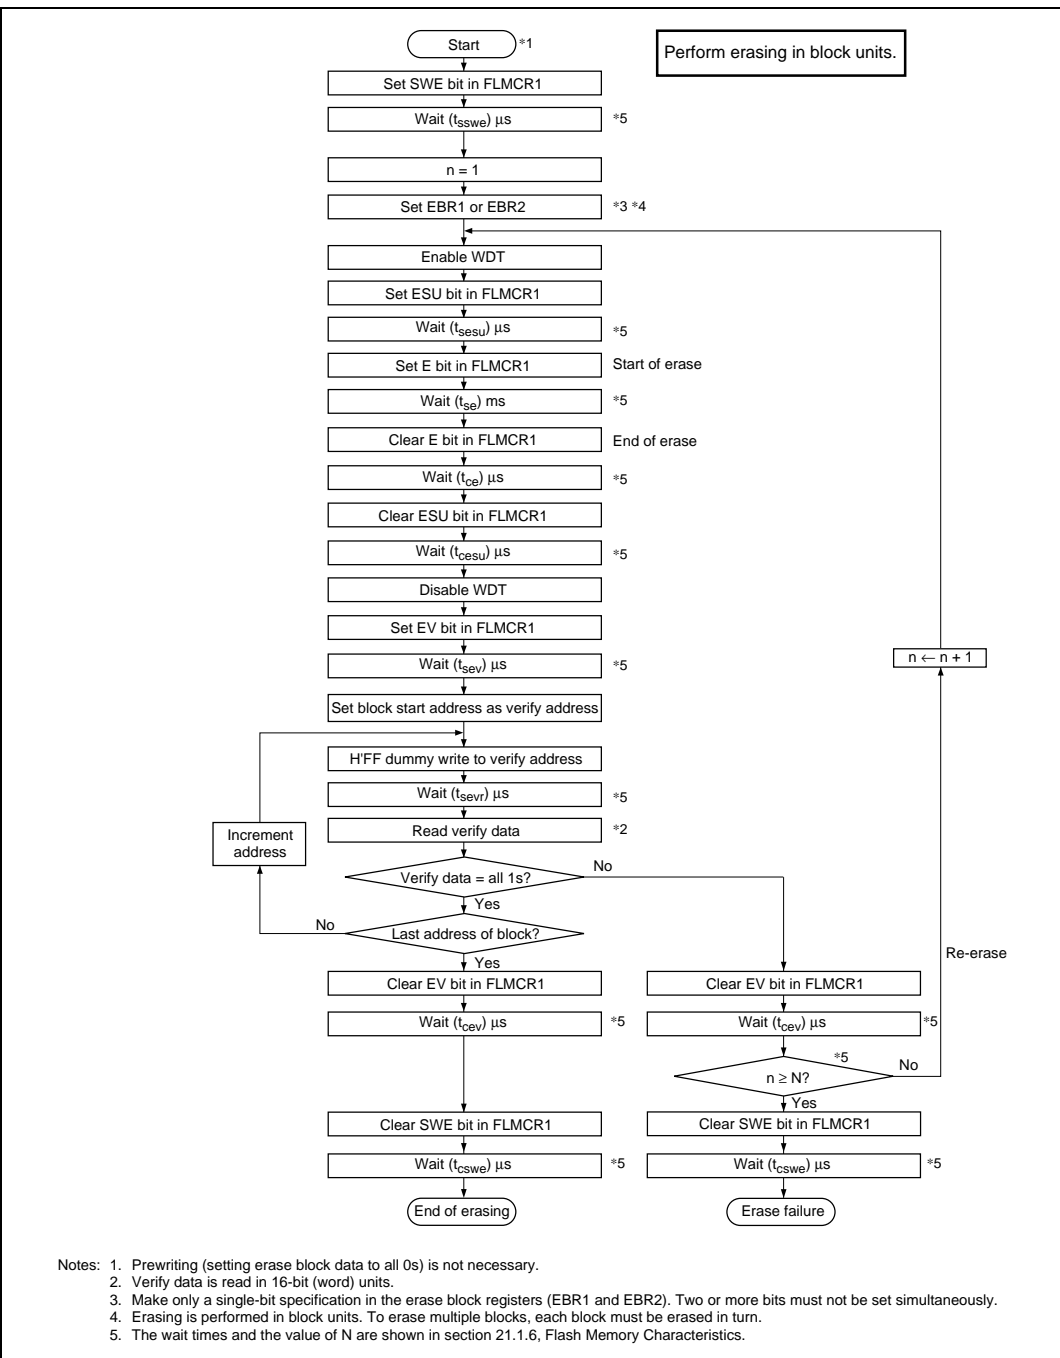 Start *1
Perform erasing in block units.
Set SWE bit in FLMCR1
Wait (tsswe) μs *5
n = 1
Set EBR1 or EBR2 *3 *4
Enable WDT
Set ESU bit in FLMCR1
Wait (tsesu) μs *5
Set E bit in FLMCR1 Start of erase
Wait (tse) ms *5
Clear E bit in FLMCR1 End of erase
Wait (tce) μs *5
Clear ESU bit in FLMCR1
Wait (tcesu) μs *5
Disable WDT
Set EV bit in FLMCR1
Wait (tsev) μs *5
n ← n + 1
Set block start address as verify address
H'FF dummy write to verify address
Wait (tsevr) μs *5
Read verify data *2
Increment
address
Verify data = all 1s?
No
Yes
No
Last address of block?
Yes
Re-erase
Clear EV bit in FLMCR1
Wait (tcev) μs *5
Clear EV bit in FLMCR1
Wait (tcev) μs *5
*5
n ≥ N?
No
Yes
Clear SWE bit in FLMCR1
Wait (tcswe) μs *5
End of erasing
Clear SWE bit in FLMCR1
Wait (tcswe) μs *5
Erase failure
Notes: 1. Prewriting (setting erase block data to all 0s) is not necessary.
2. Verify data is read in 16-bit (word) units.
3. Make only a single-bit specification in the erase block registers (EBR1 and EBR2). Two or more bits must not be set simultaneously.
4. Erasing is performed in block units. To erase multiple blocks, each block must be erased in turn.
5. The wait times and the value of N are shown in section 21.1.6, Flash Memory Characteristics.